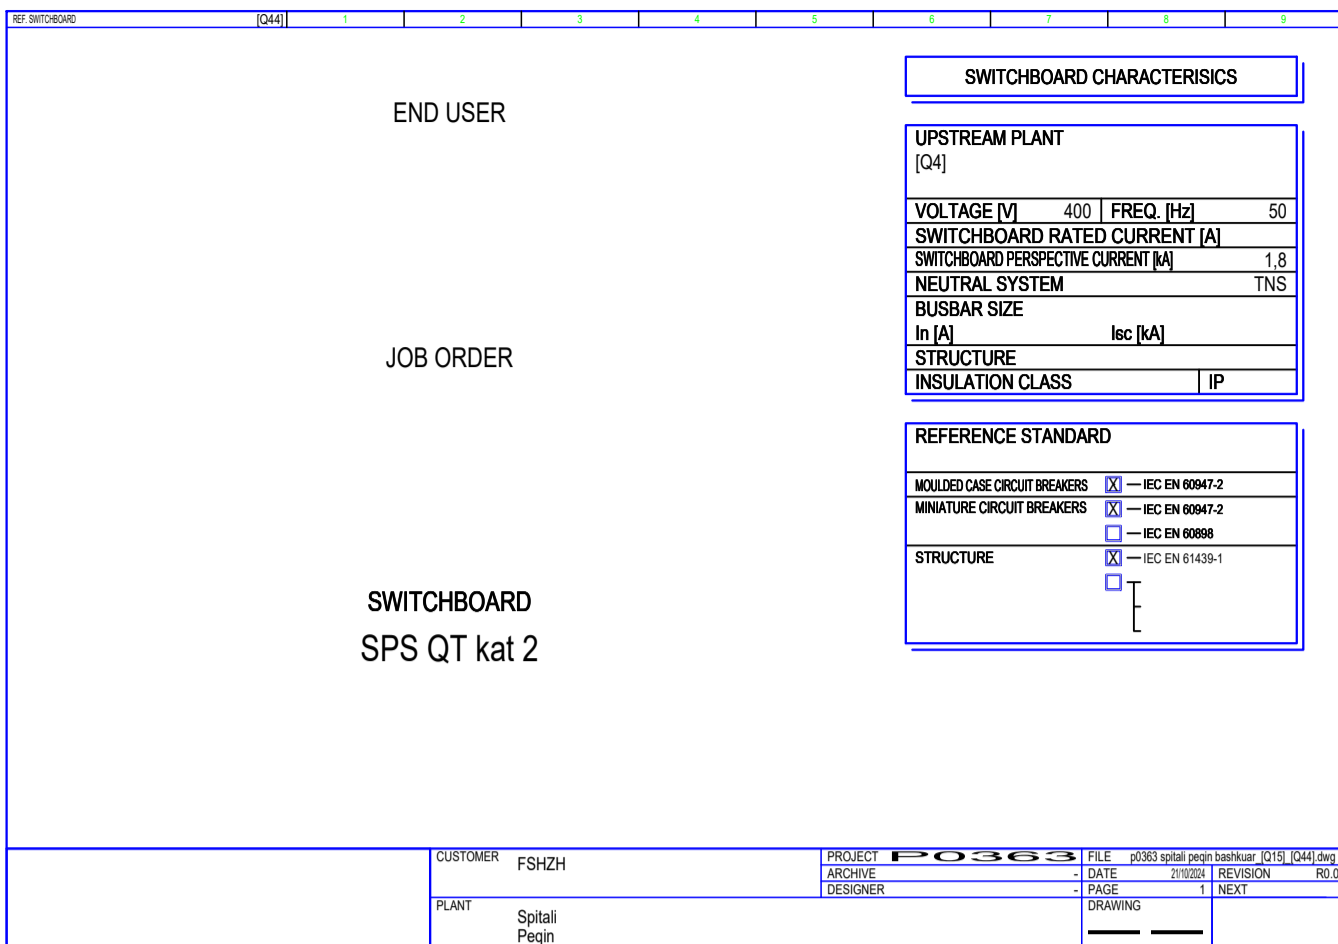 REF. SWITCHBOARD [Q44] 1 2 3 4 5 6 7 8 9
END USER
JOB ORDER
SWITCHBOARD
SPS QT kat 2
SWITCHBOARD CHARACTERISICS
UPSTREAM PLANT
[Q4]
VOLTAGE [V] 400 FREQ. [Hz] 50
SWITCHBOARD RATED CURRENT [A]
SWITCHBOARD PERSPECTIVE CURRENT [kA] 1,8
NEUTRAL SYSTEM TNS
BUSBAR SIZE
In [A] Isc [kA]
STRUCTURE
INSULATION CLASS IP
REFERENCE STANDARD
MOULDED CASE CIRCUIT BREAKERS X — IEC EN 60947-2
MINIATURE CIRCUIT BREAKERS X — IEC EN 60947-2
— IEC EN 60898
STRUCTURE X — IEC EN 61439-1
CUSTOMER FSHZH
PLANT Spitali
Peqin
PROJECT P0363 FILE p0363 spitali peqin bashkuar_[Q15]_[Q44].dwg
ARCHIVE - DATE 21/10/2024 REVISION R0.0
DESIGNER - PAGE 1 NEXT
DRAWING